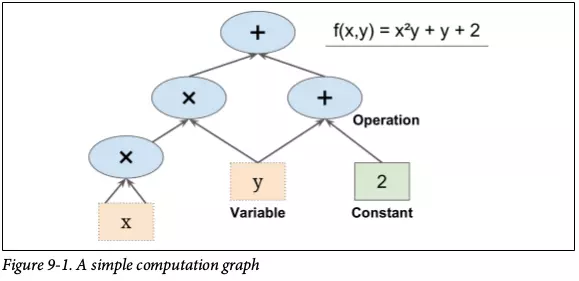 +
f(x,y) = x²y + y + 2
×
+
Operation
×
y
2
Variable
Constant
x
Figure 9-1. A simple computation graph